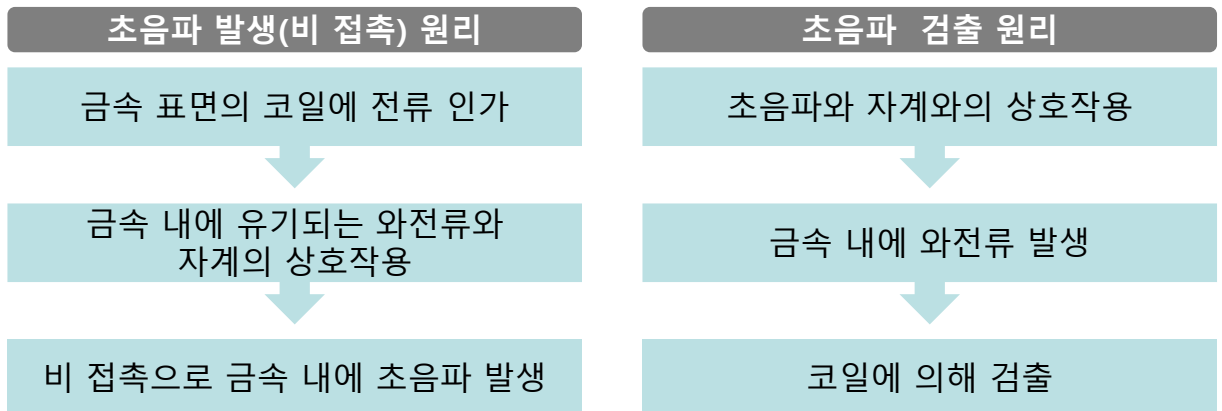 초음파 발생(비 접촉) 원리
금속 표면의 코일에 전류 인가
금속 내에 유기되는 와전류와
자계의 상호작용
비 접촉으로 금속 내에 초음파 발생
초음파 검출 원리
초음파와 자계와의 상호작용
금속 내에 와전류 발생
코일에 의해 검출